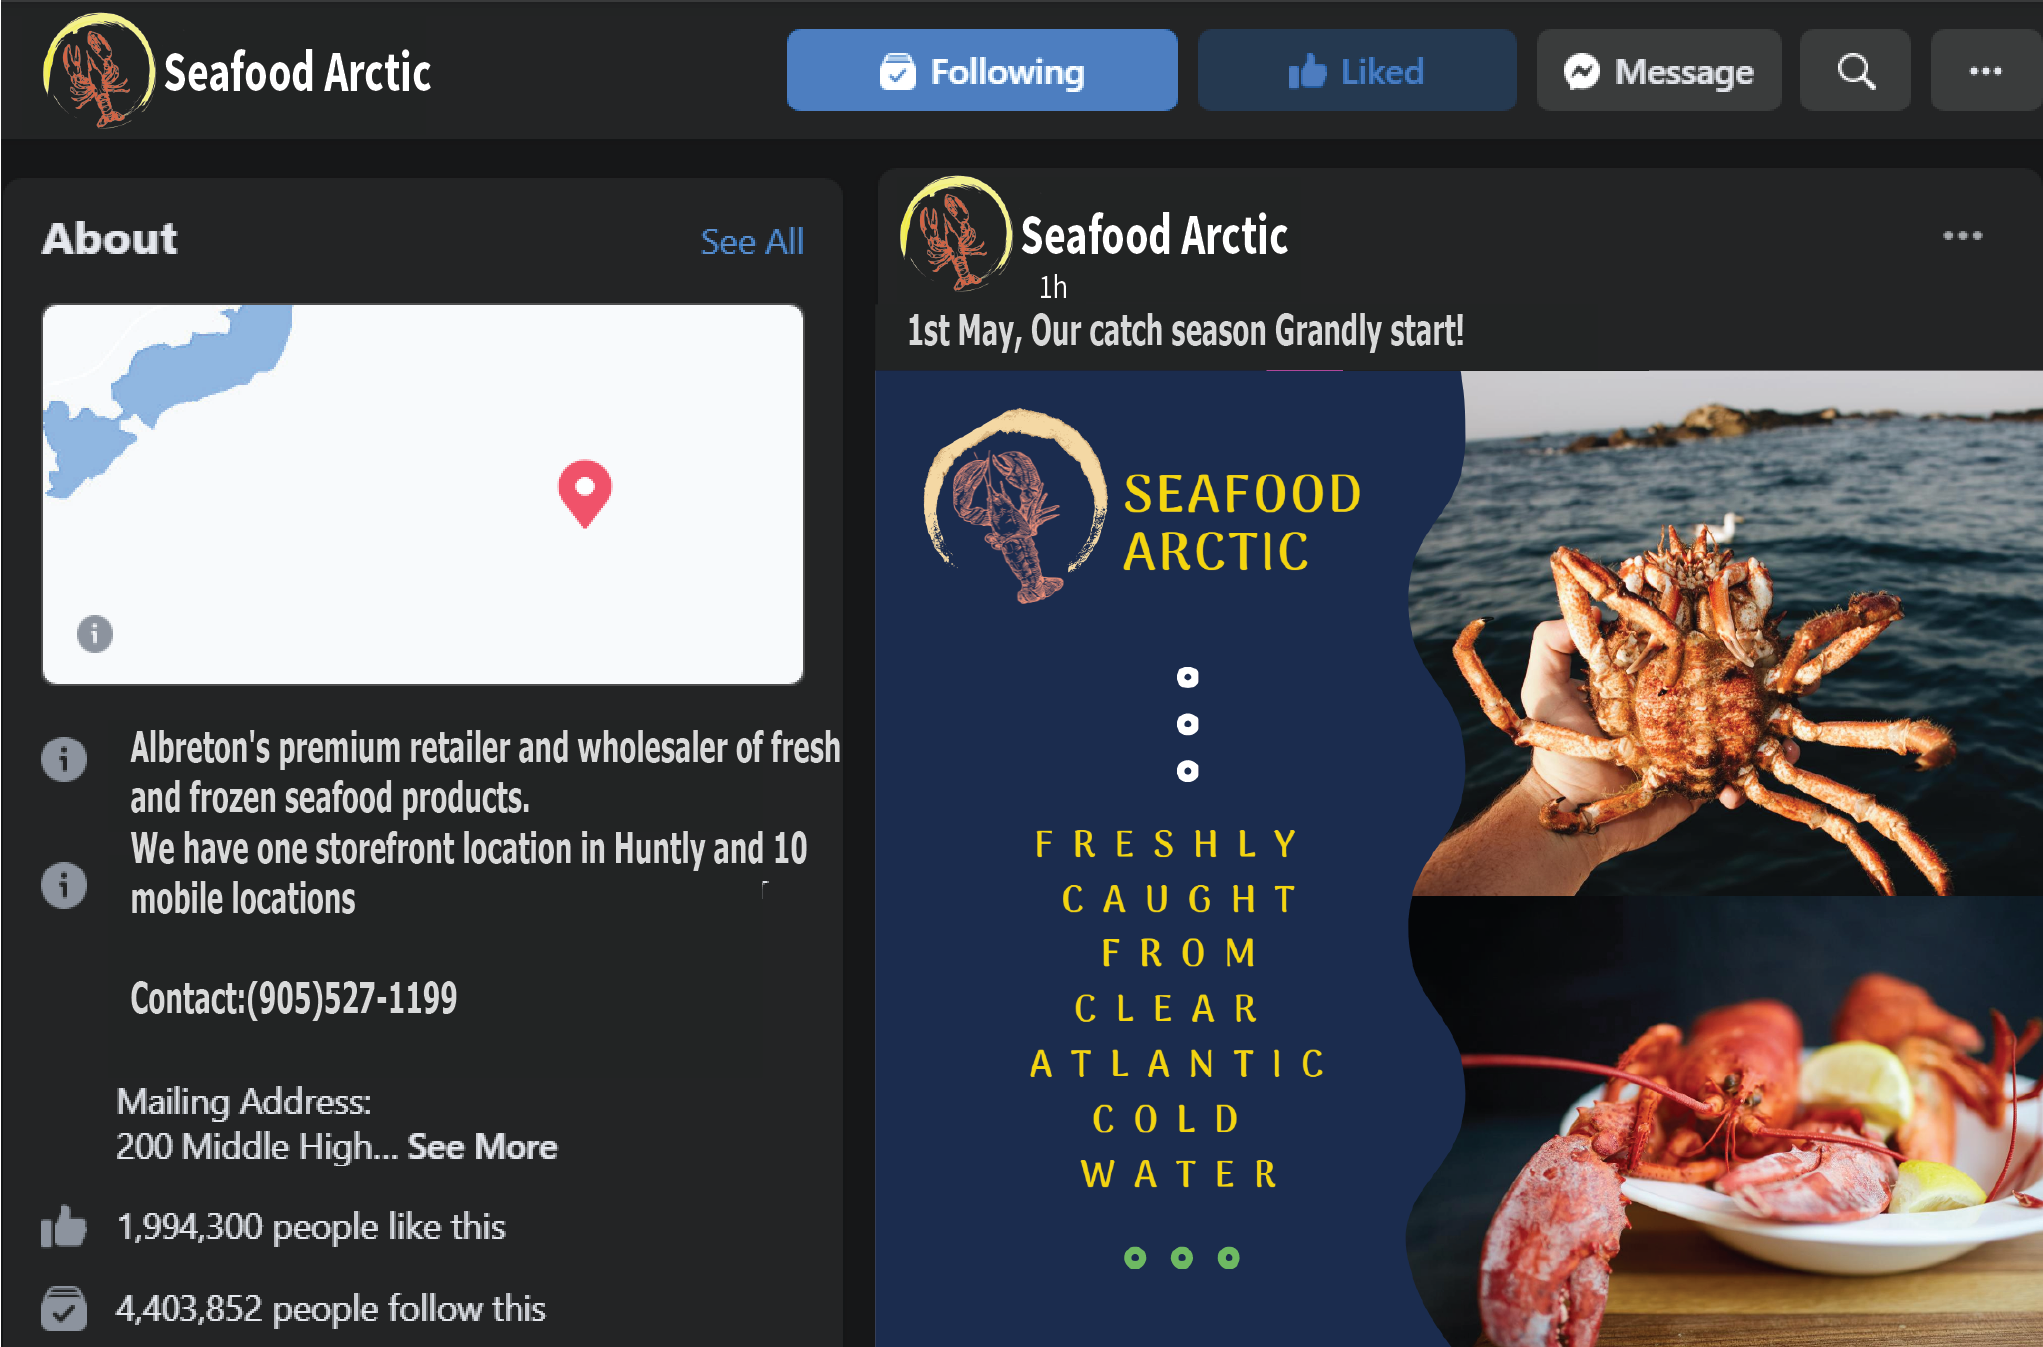 Seafood Arctic
Following
Liked
Message
About
See All
Albreton's premium retailer and wholesaler of fresh
and frozen seafood products.
We have one storefront location in Huntly and 10
mobile locations
Contact:(905)527-1199
Mailing Address:
200 Middle High... See More
1,994,300 people like this
4,403,852 people follow this
Seafood Arctic
1h
1st May, Our catch season Grandly start!
SEAFOOD
ARCTIC
FRESHLY
CAUGHT
FROM
CLEAR
ATLANTIC
COLD
WATER